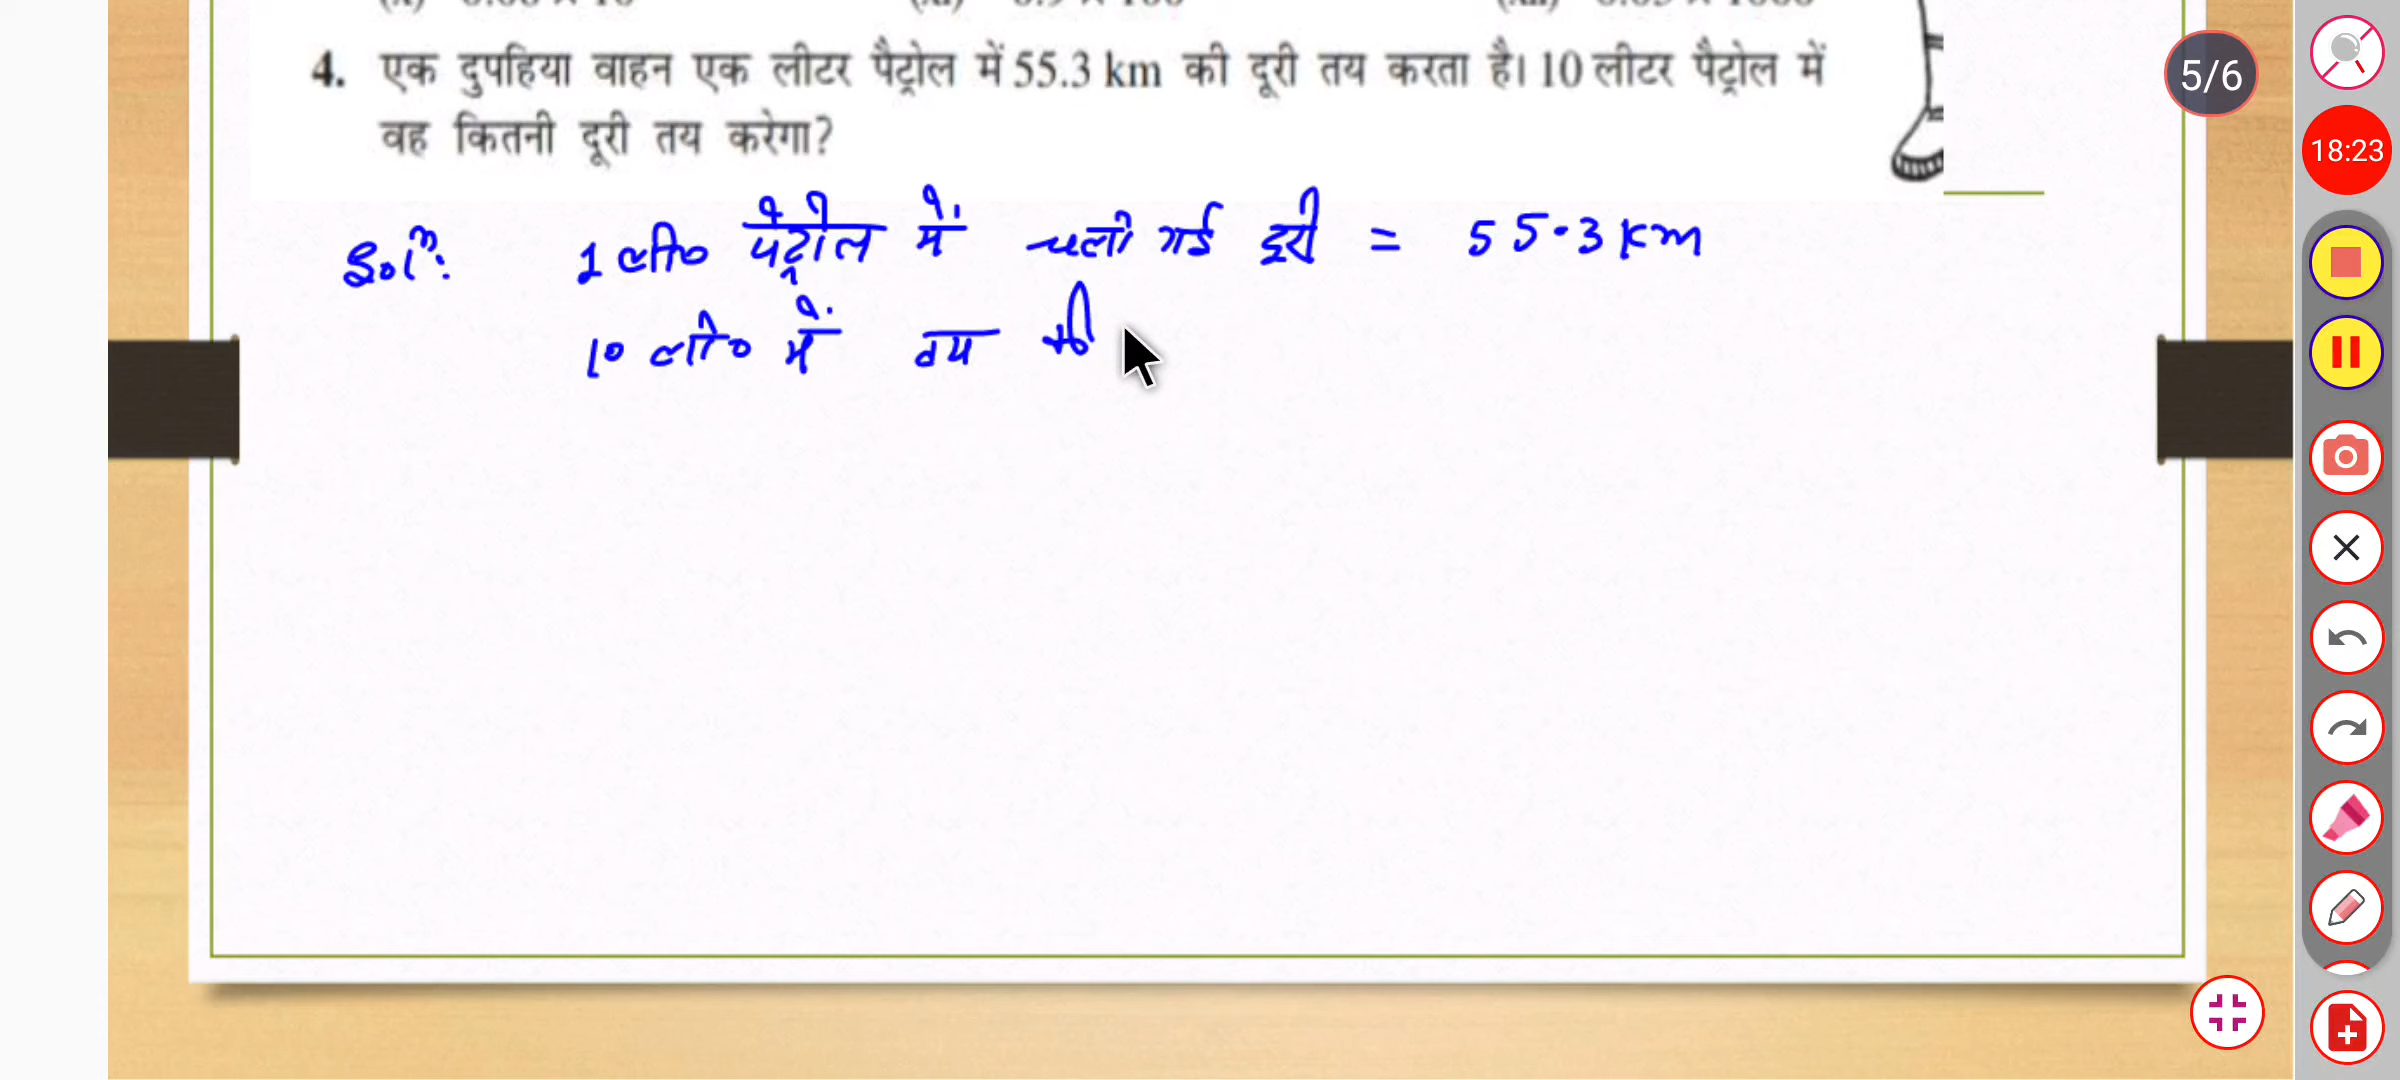 4. एक दुपहिया वाहन एक लीटर पैट्रोल में 55.3 km की दूरी तय करता है। 10 लीटर पैट्रोल में
वह कितनी दूरी तय करेगा?
5/6
18:23
Solⁿ: 1 ली० पेट्रोल में चली गई दूरी = 55.3 km
10 ली० में तय की